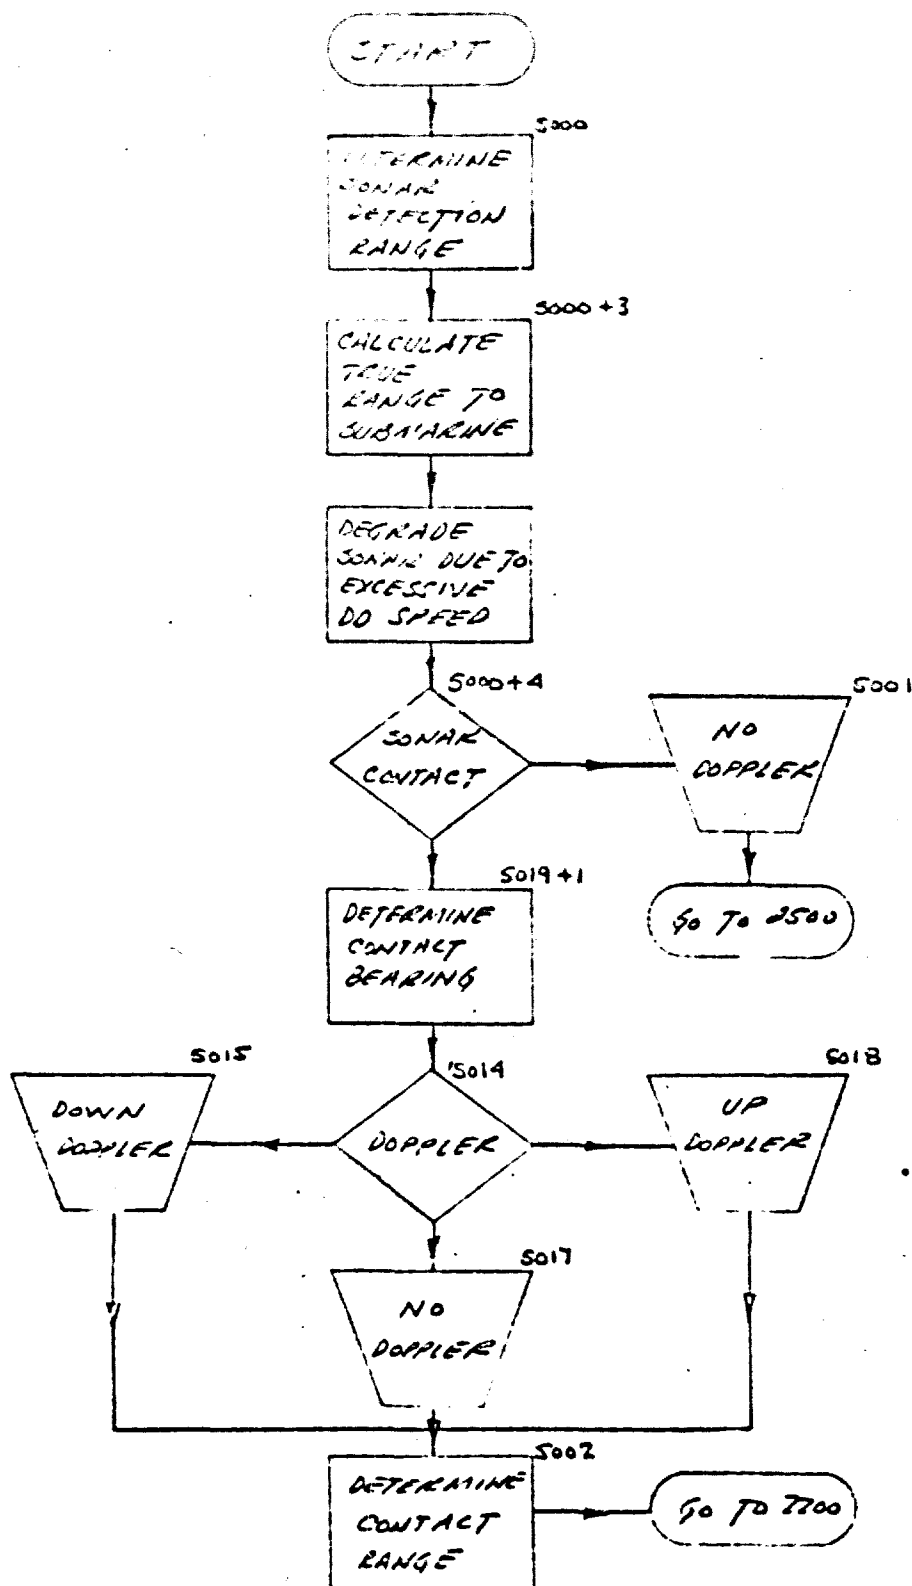 START
5000
DETERMINE
SONAR
DETECTION
RANGE
5000+3
CALCULATE
TRUE
RANGE TO
SUBMARINE
DEGRADE
SONAR DUE TO
EXCESSIVE
DD SPEED
5000+4
SONAR
CONTACT
5001
NO
DOPPLER
GO TO 2500
5019+1
DETERMINE
CONTACT
BEARING
5015
DOWN
DOPPLER
5014
DOPPLER
5018
UP
DOPPLER
5017
NO
DOPPLER
5002
DETERMINE
CONTACT
RANGE
GO TO 7700